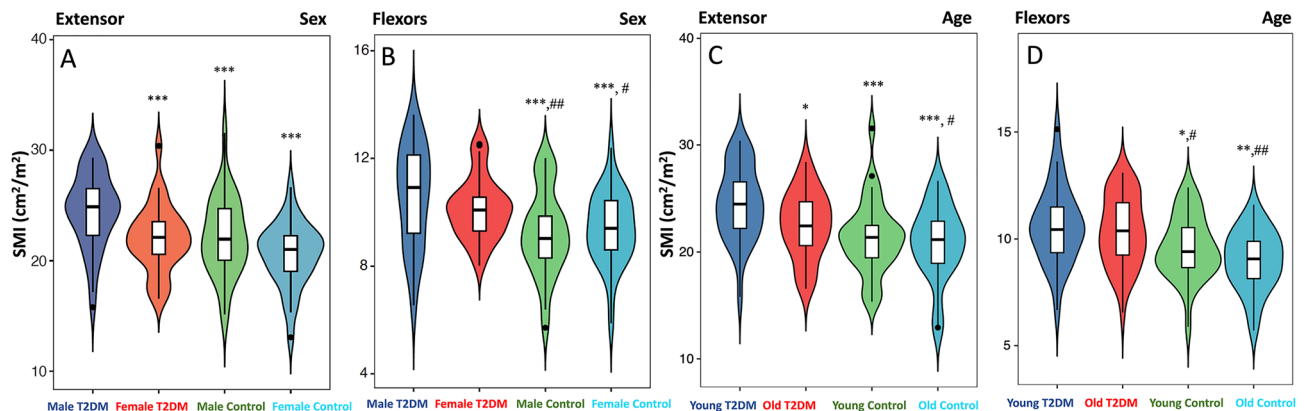 Extensor Sex
A
SMI (cm²/m²)
40
30
20
10
***
***
***
Male T2DM Female T2DM Male Control Female Control
Flexors Sex
B
16
12
8
4
***,##
***, #
Male T2DM Female T2DM Male Control Female Control
Extensor Age
C
SMI (cm²/m²)
40
30
20
10
*
***
***, #
Young T2DM Old T2DM Young Control Old Control
Flexors Age
D
15
10
5
*,#
**,##
Young T2DM Old T2DM Young Control Old Control